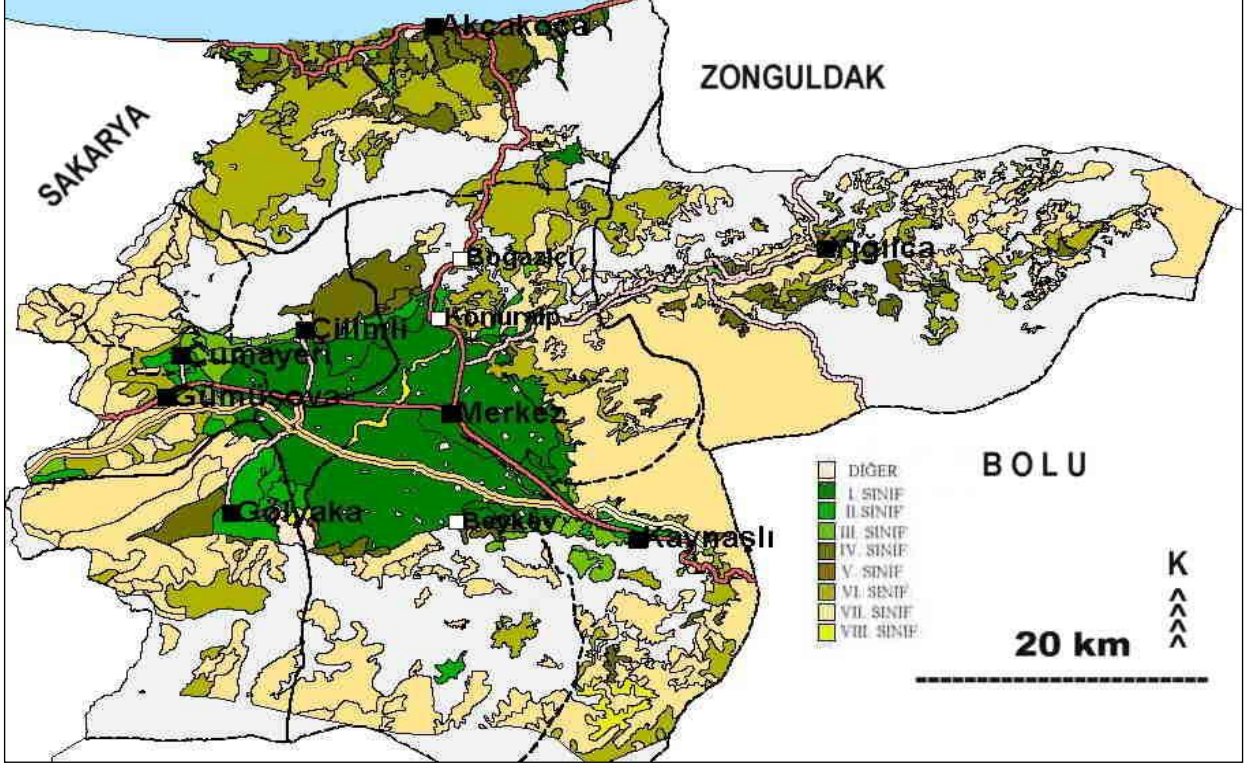 Akçakoca
ZONGULDAK
SAKARYA
Yığılca
Boğaziçi
Konuralp
Çilimli
Cumayeri
Gümüşova
Merkez
BOLU
DİĞER
I. SINIF
II. SINIF
III. SINIF
IV. SINIF
V. SINIF
VI. SINIF
VII. SINIF
VIII. SINIF
Gölyaka
Beyköy
Kaynaşlı
K
20 km